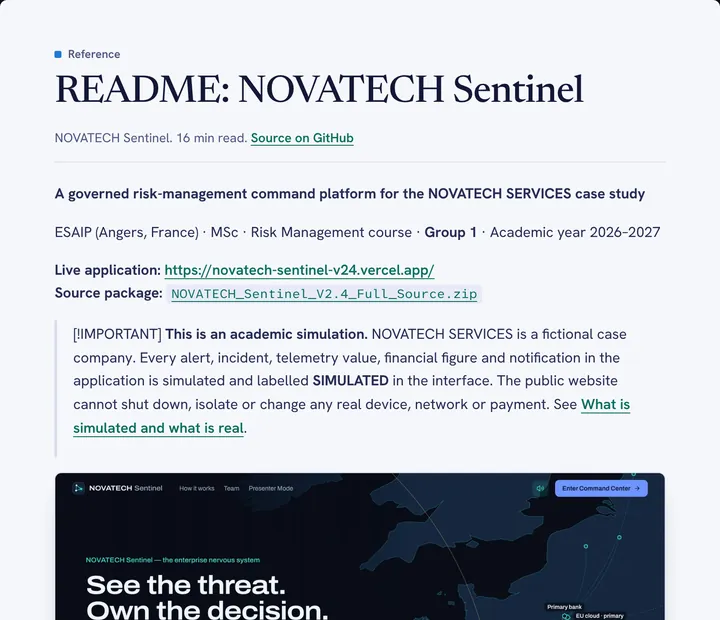 Reference
README: NOVATECH Sentinel
NOVATECH Sentinel. 16 min read. Source on GitHub
A governed risk-management command platform for the NOVATECH SERVICES case study
ESAIP (Angers, France) · MSc · Risk Management course · Group 1 · Academic year 2026–2027
Live application: https://novatech-sentinel-v24.vercel.app/
Source package: NOVATECH_Sentinel_V2.4_Full_Source.zip
[!IMPORTANT] This is an academic simulation. NOVATECH SERVICES is a fictional case
company. Every alert, incident, telemetry value, financial figure and notification in the
application is simulated and labelled SIMULATED in the interface. The public website
cannot shut down, isolate or change any real device, network or payment. See What is
simulated and what is real.
NOVATECH Sentinel How it works Team Presenter Mode Enter Command Center →
NOVATECH Sentinel — the enterprise nervous system
See the threat.
Own the decision.
Primary bank
EU cloud · primary